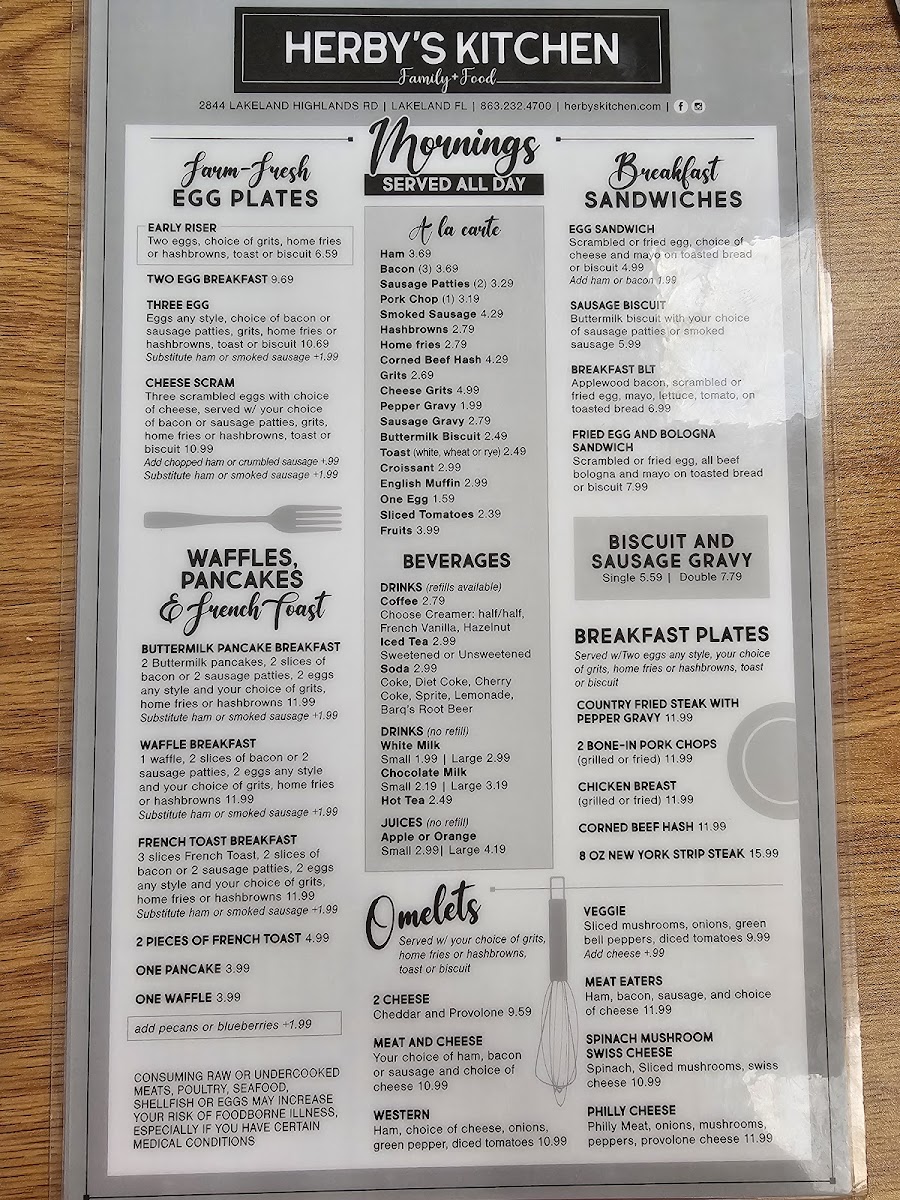 HERBY'S KITCHEN
Family + Food
2844 LAKELAND HIGHLANDS RD | LAKELAND FL | 863.232.4700 | herbyskitchen.com |
Mornings
SERVED ALL DAY
Farm-Fresh
EGG PLATES
EARLY RISER
Two eggs, choice of grits, home fries
or hashbrowns, toast or biscuit 6.59
TWO EGG BREAKFAST 9.69
THREE EGG
Eggs any style, choice of bacon or
sausage patties, grits, home fries or
hashbrowns, toast or biscuit 10.69
Substitute ham or smoked sausage +1.99
CHEESE SCRAM
Three scrambled eggs with choice
of cheese, served w/ your choice
of bacon or sausage patties, grits,
home fries or hashbrowns, toast or
biscuit 10.99
Add chopped ham or crumbled sausage +.99
Substitute ham or smoked sausage +1.99
WAFFLES,
PANCAKES
& French Toast
BUTTERMILK PANCAKE BREAKFAST
2 Buttermilk pancakes, 2 slices of
bacon or 2 sausage patties, 2 eggs
any style and your choice of grits,
home fries or hashbrowns 11.99
Substitute ham or smoked sausage +1.99
WAFFLE BREAKFAST
1 waffle, 2 slices of bacon or 2
sausage patties, 2 eggs any style
and your choice of grits, home fries
or hashbrowns 11.99
Substitute ham or smoked sausage +1.99
FRENCH TOAST BREAKFAST
3 slices French Toast, 2 slices of
bacon or 2 sausage patties, 2 eggs
any style and your choice of grits,
home fries or hashbrowns 11.99
Substitute ham or smoked sausage +1.99
2 PIECES OF FRENCH TOAST 4.99
ONE PANCAKE 3.99
ONE WAFFLE 3.99
add pecans or blueberries +1.99
CONSUMING RAW OR UNDERCOOKED
MEATS, POULTRY, SEAFOOD,
SHELLFISH OR EGGS MAY INCREASE
YOUR RISK OF FOODBORNE ILLNESS,
ESPECIALLY IF YOU HAVE CERTAIN
MEDICAL CONDITIONS
A la carte
Ham 3.69
Bacon (3) 3.69
Sausage Patties (2) 3.29
Pork Chop (1) 3.19
Smoked Sausage 4.29
Hashbrowns 2.79
Home fries 2.79
Corned Beef Hash 4.29
Grits 2.69
Cheese Grits 4.99
Pepper Gravy 1.99
Sausage Gravy 2.79
Buttermilk Biscuit 2.49
Toast (white, wheat or rye) 2.49
Croissant 2.99
English Muffin 2.99
One Egg 1.59
Sliced Tomatoes 2.39
Fruits 3.99
BEVERAGES
DRINKS (refills available)
Coffee 2.79
Choose Creamer: half/half,
French Vanilla, Hazelnut
Iced Tea 2.99
Sweetened or Unsweetened
Soda 2.99
Coke, Diet Coke, Cherry
Coke, Sprite, Lemonade,
Barq's Root Beer
DRINKS (no refill)
White Milk
Small 1.99 | Large 2.99
Chocolate Milk
Small 2.19 | Large 3.19
Hot Tea 2.49
JUICES (no refill)
Apple or Orange
Small 2.99| Large 4.19
Breakfast
SANDWICHES
EGG SANDWICH
Scrambled or fried egg, choice of
cheese and mayo on toasted bread
or biscuit 4.99
Add ham or bacon 1.99
SAUSAGE BISCUIT
Buttermilk biscuit with your choice
of sausage patties or smoked
sausage 5.99
BREAKFAST BLT
Applewood bacon, scrambled or
fried egg, mayo, lettuce, tomato, on
toasted bread 6.99
FRIED EGG AND BOLOGNA
SANDWICH
Scrambled or fried egg, all beef
bologna and mayo on toasted bread
or biscuit 7.99
BISCUIT AND
SAUSAGE GRAVY
Single 5.59 | Double 7.79
BREAKFAST PLATES
Served w/Two eggs any style, your choice
of grits, home fries or hashbrowns, toast
or biscuit
COUNTRY FRIED STEAK WITH
PEPPER GRAVY 11.99
2 BONE-IN PORK CHOPS
(grilled or fried) 11.99
CHICKEN BREAST
(grilled or fried) 11.99
CORNED BEEF HASH 11.99
8 OZ NEW YORK STRIP STEAK 15.99
Omelets
Served w/ your choice of grits,
home fries or hashbrowns,
toast or biscuit
2 CHEESE
Cheddar and Provolone 9.59
MEAT AND CHEESE
Your choice of ham, bacon
or sausage and choice of
cheese 10.99
WESTERN
Ham, choice of cheese, onions,
green pepper, diced tomatoes 10.99
VEGGIE
Sliced mushrooms, onions, green
bell peppers, diced tomatoes 9.99
Add cheese +.99
MEAT EATERS
Ham, bacon, sausage, and choice
of cheese 11.99
SPINACH MUSHROOM
SWISS CHEESE
Spinach, Sliced mushrooms, swiss
cheese 10.99
PHILLY CHEESE
Philly Meat, onions, mushrooms,
peppers, provolone cheese 11.99